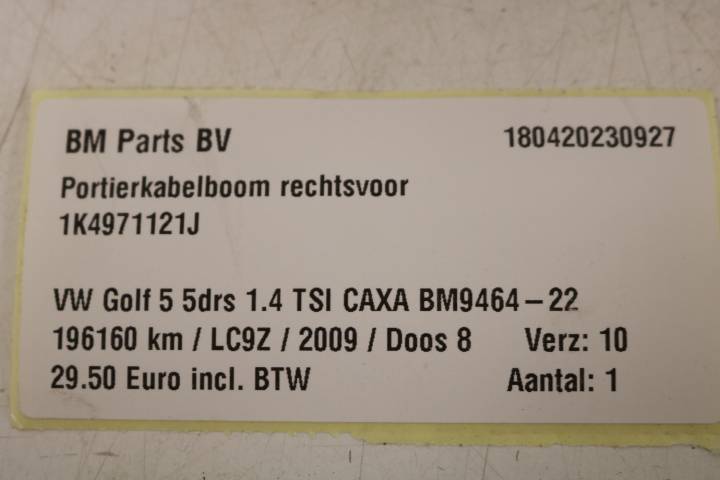 BM Parts BV 180420230927
Portierkabelboom rechtsvoor
1K4971121J
VW Golf 5 5drs 1.4 TSI CAXA BM9464-22
196160 km / LC9Z / 2009 / Doos 8 Verz: 10
29.50 Euro incl. BTW Aantal: 1